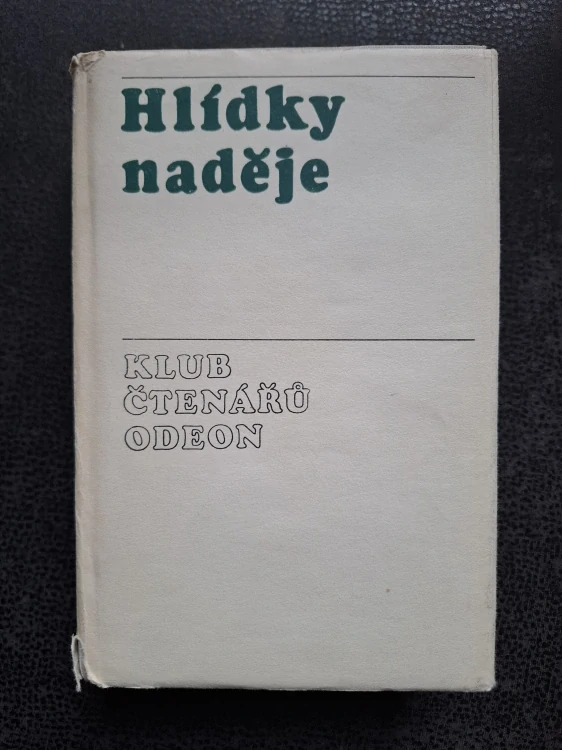 Hlídky
naděje
KLUB
ČTENÁŘŮ
ODEON